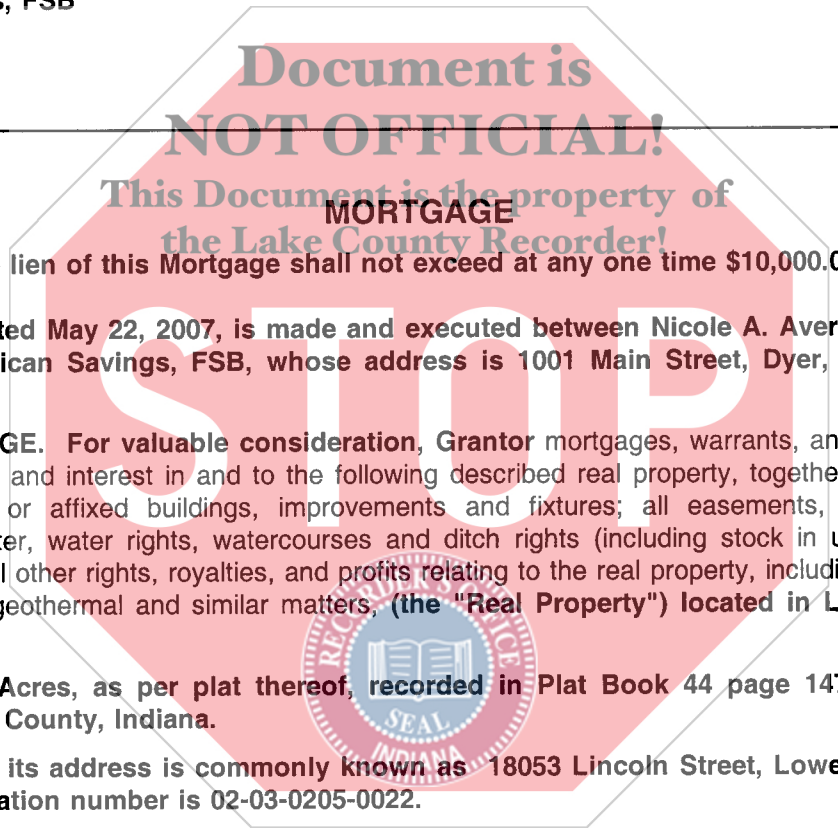 s, FSB
Document is
NOT OFFICIAL!
This Document is the property of
the Lake County Recorder!
MORTGAGE
lien of this Mortgage shall not exceed at any one time $10,000.0
ted May 22, 2007, is made and executed between Nicole A. Aver
ican Savings, FSB, whose address is 1001 Main Street, Dyer,
GE. For valuable consideration, Grantor mortgages, warrants, an
and interest in and to the following described real property, togethe
or affixed buildings, improvements and fixtures; all easements,
ter, water rights, watercourses and ditch rights (including stock in u
l other rights, royalties, and profits relating to the real property, includi
geothermal and similar matters, (the "Real Property") located in L
Acres, as per plat thereof, recorded in Plat Book 44 page 147
County, Indiana.
its address is commonly known as 18053 Lincoln Street, Lowe
ation number is 02-03-0205-0022.
STOP
RECORDER'S OFFICE
SEAL
INDIANA